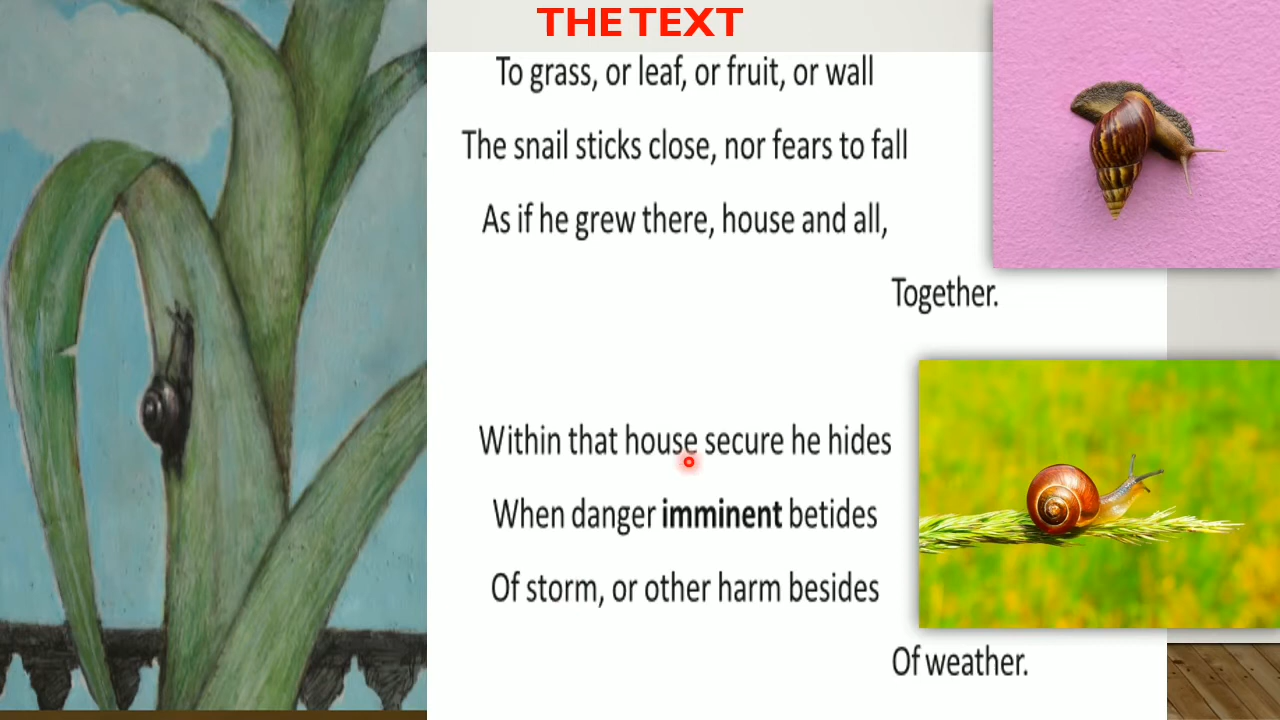 THE TEXT
To grass, or leaf, or fruit, or wall
The snail sticks close, nor fears to fall
As if he grew there, house and all,
Together.
Within that house secure he hides
When danger imminent betides
Of storm, or other harm besides
Of weather.